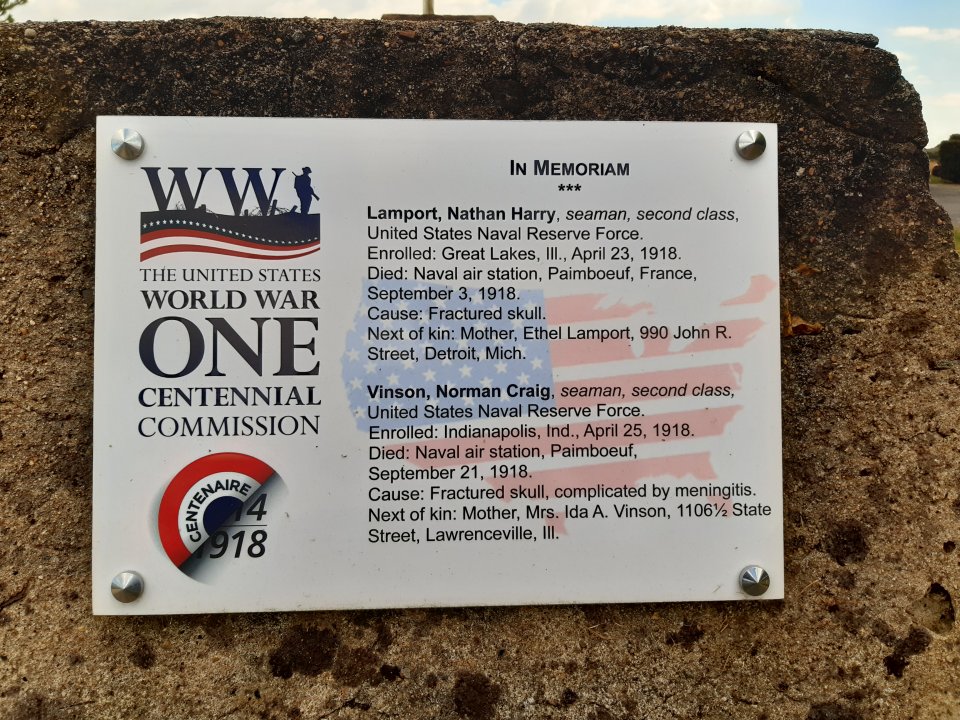 WW
THE UNITED STATES
WORLD WAR
ONE
CENTENNIAL
COMMISSION
CENTENAIRE
14
1918
IN MEMORIAM
***
Lamport, Nathan Harry, seaman, second class,
United States Naval Reserve Force.
Enrolled: Great Lakes, Ill., April 23, 1918.
Died: Naval air station, Paimboeuf, France,
September 3, 1918.
Cause: Fractured skull.
Next of kin: Mother, Ethel Lamport, 990 John R.
Street, Detroit, Mich.
Vinson, Norman Craig, seaman, second class,
United States Naval Reserve Force.
Enrolled: Indianapolis, Ind., April 25, 1918.
Died: Naval air station, Paimboeuf,
September 21, 1918.
Cause: Fractured skull, complicated by meningitis.
Next of kin: Mother, Mrs. Ida A. Vinson, 1106½ State
Street, Lawrenceville, Ill.